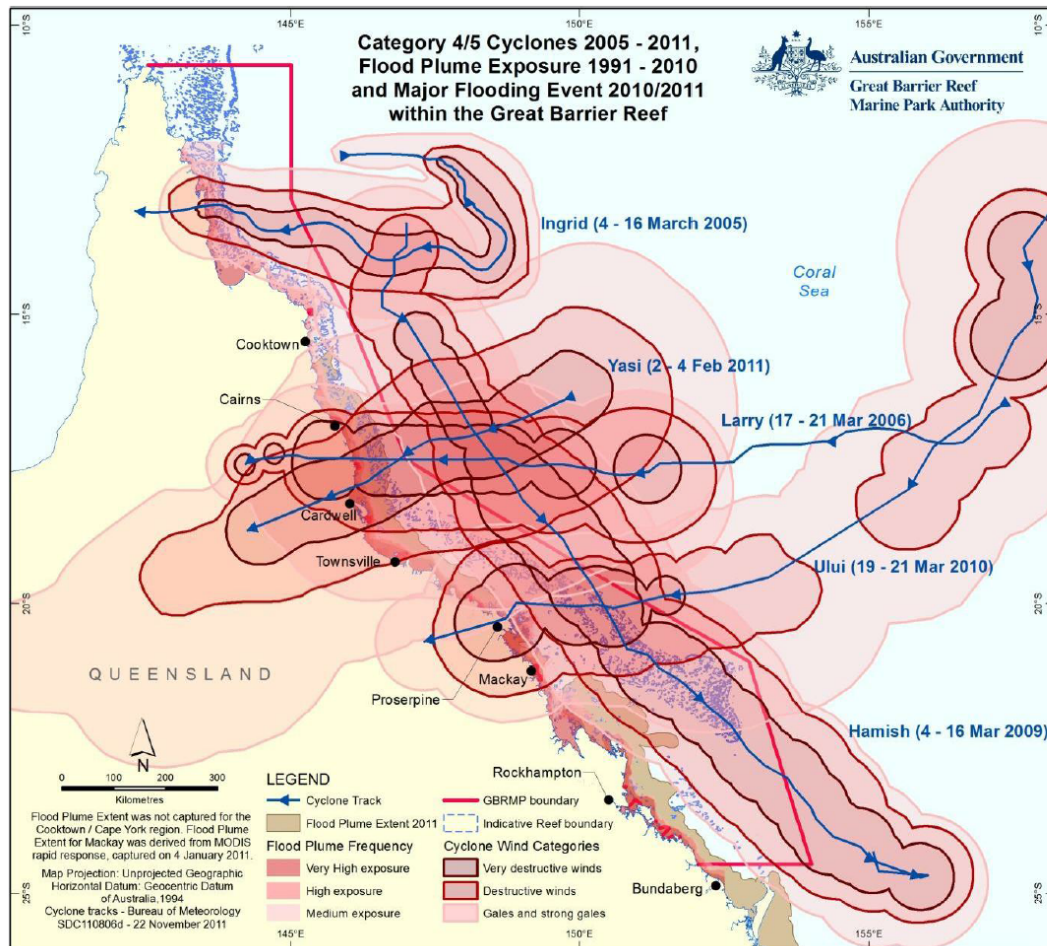 10°S
145°E
150°E
155°E
10°S
Category 4/5 Cyclones 2005 - 2011,
Flood Plume Exposure 1991 - 2010
and Major Flooding Event 2010/2011
within the Great Barrier Reef
Australian Government
Great Barrier Reef
Marine Park Authority
Ingrid (4 - 16 March 2005)
Coral
Sea
15°S
15°S
Cooktown
Yasi (2 - 4 Feb 2011)
Cairns
Larry (17 - 21 Mar 2006)
Cardwell
Townsville
Ului (19 - 21 Mar 2010)
20°S
20°S
QUEENSLAND
Mackay
Proserpine
Hamish (4 - 16 Mar 2009)
N
0 100 200 300
Kilometres
Flood Plume Extent was not captured for the
Cooktown / Cape York region. Flood Plume
Extent for Mackay was derived from MODIS
rapid response, captured on 4 January 2011.
Map Projection: Unprojected Geographic
Horizontal Datum: Geocentric Datum
of Australia,1994
Cyclone tracks - Bureau of Meteorology
SDC110806d - 22 November 2011
LEGEND
Cyclone Track
GBRMP boundary
Flood Plume Extent 2011
Indicative Reef boundary
Flood Plume Frequency
Very High exposure
High exposure
Medium exposure
Cyclone Wind Categories
Very destructive winds
Destructive winds
Gales and strong gales
Rockhampton
Bundaberg
25°S
25°S
145°E
150°E
155°E